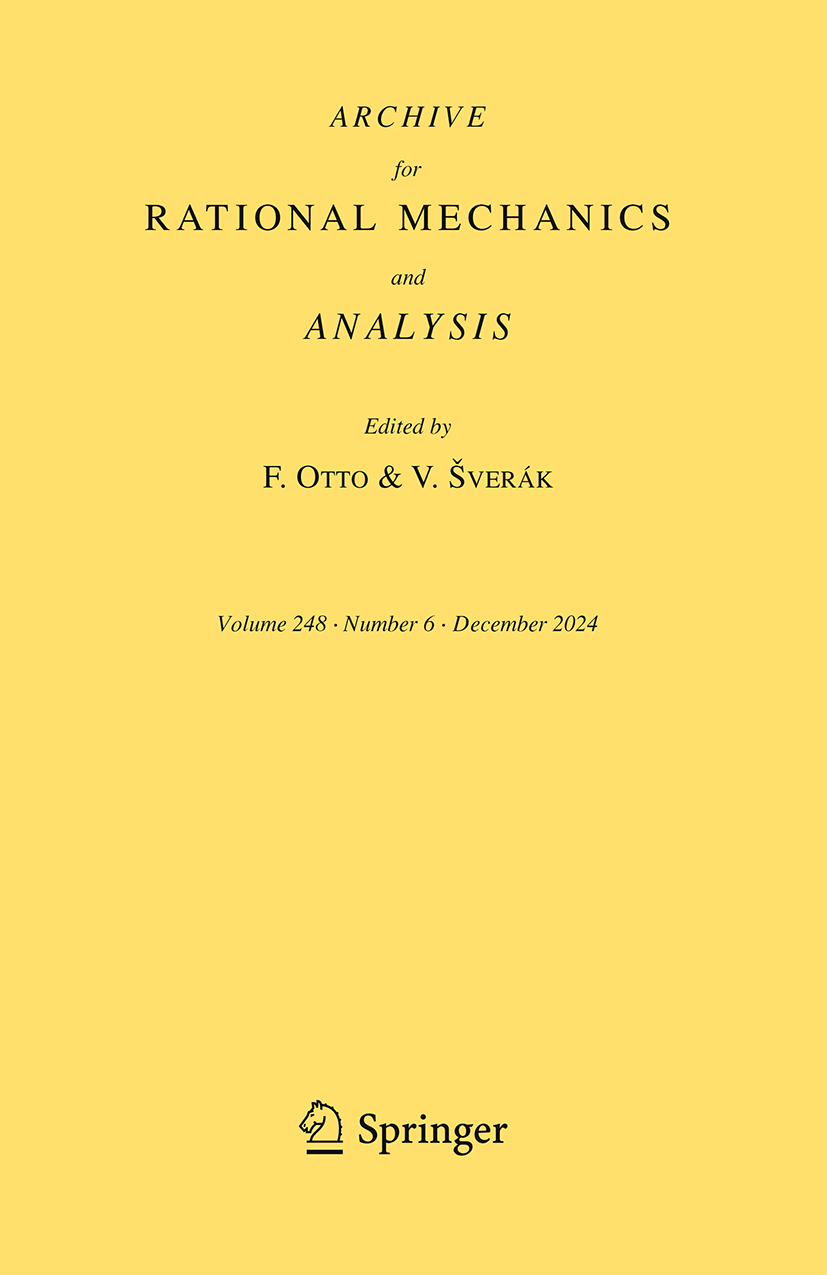 ARCHIVE
for
RATIONAL MECHANICS
and
ANALYSIS
Edited by
F. OTTO & V. ŠVERÁK
Volume 248 · Number 6 · December 2024
Springer